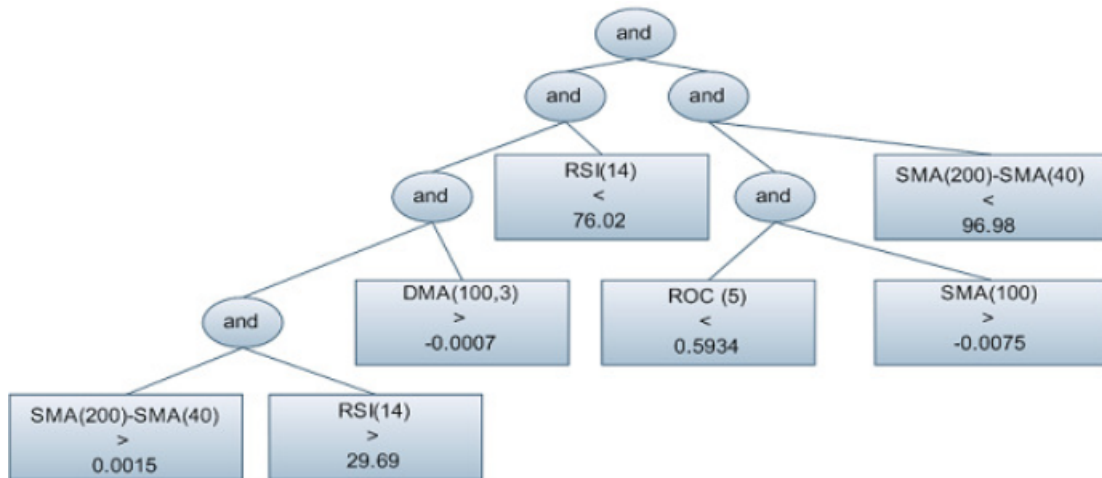 and
and
and
RSI(14)
<
76.02
SMA(200)-SMA(40)
<
96.98
and
and
DMA(100,3)
>
-0.0007
ROC (5)
<
0.5934
SMA(100)
>
-0.0075
and
SMA(200)-SMA(40)
>
0.0015
RSI(14)
>
29.69